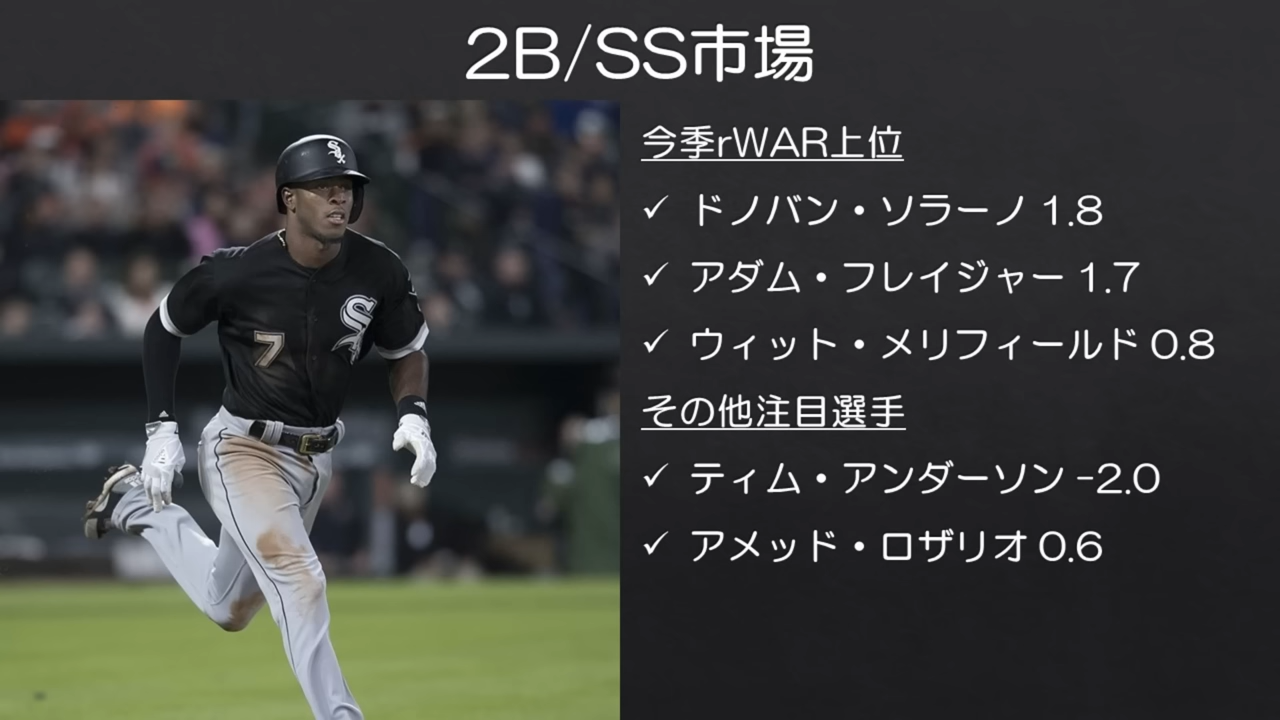 2B/SS市場
今季rWAR上位
✓ ドノバン・ソラーノ 1.8
✓ アダム・フレイジャー 1.7
✓ ウィット・メリフィールド 0.8
その他注目選手
✓ ティム・アンダーソン -2.0
✓ アメッド・ロザリオ 0.6
Sox
Sox
7